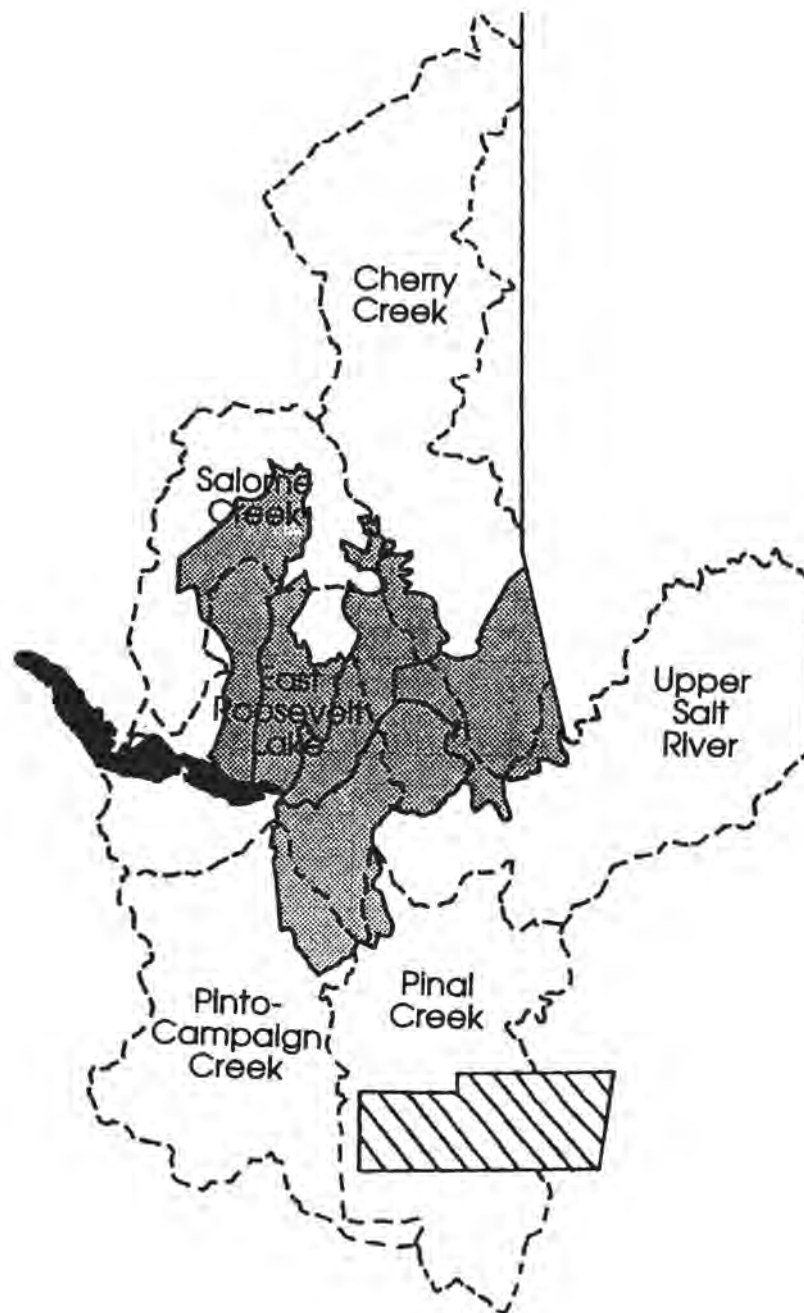 Cherry
Creek
Salome
Creek
East
Roosevelt
Lake
Upper
Salt
River
Pinto-
Campaign
Creek
Pinal
Creek